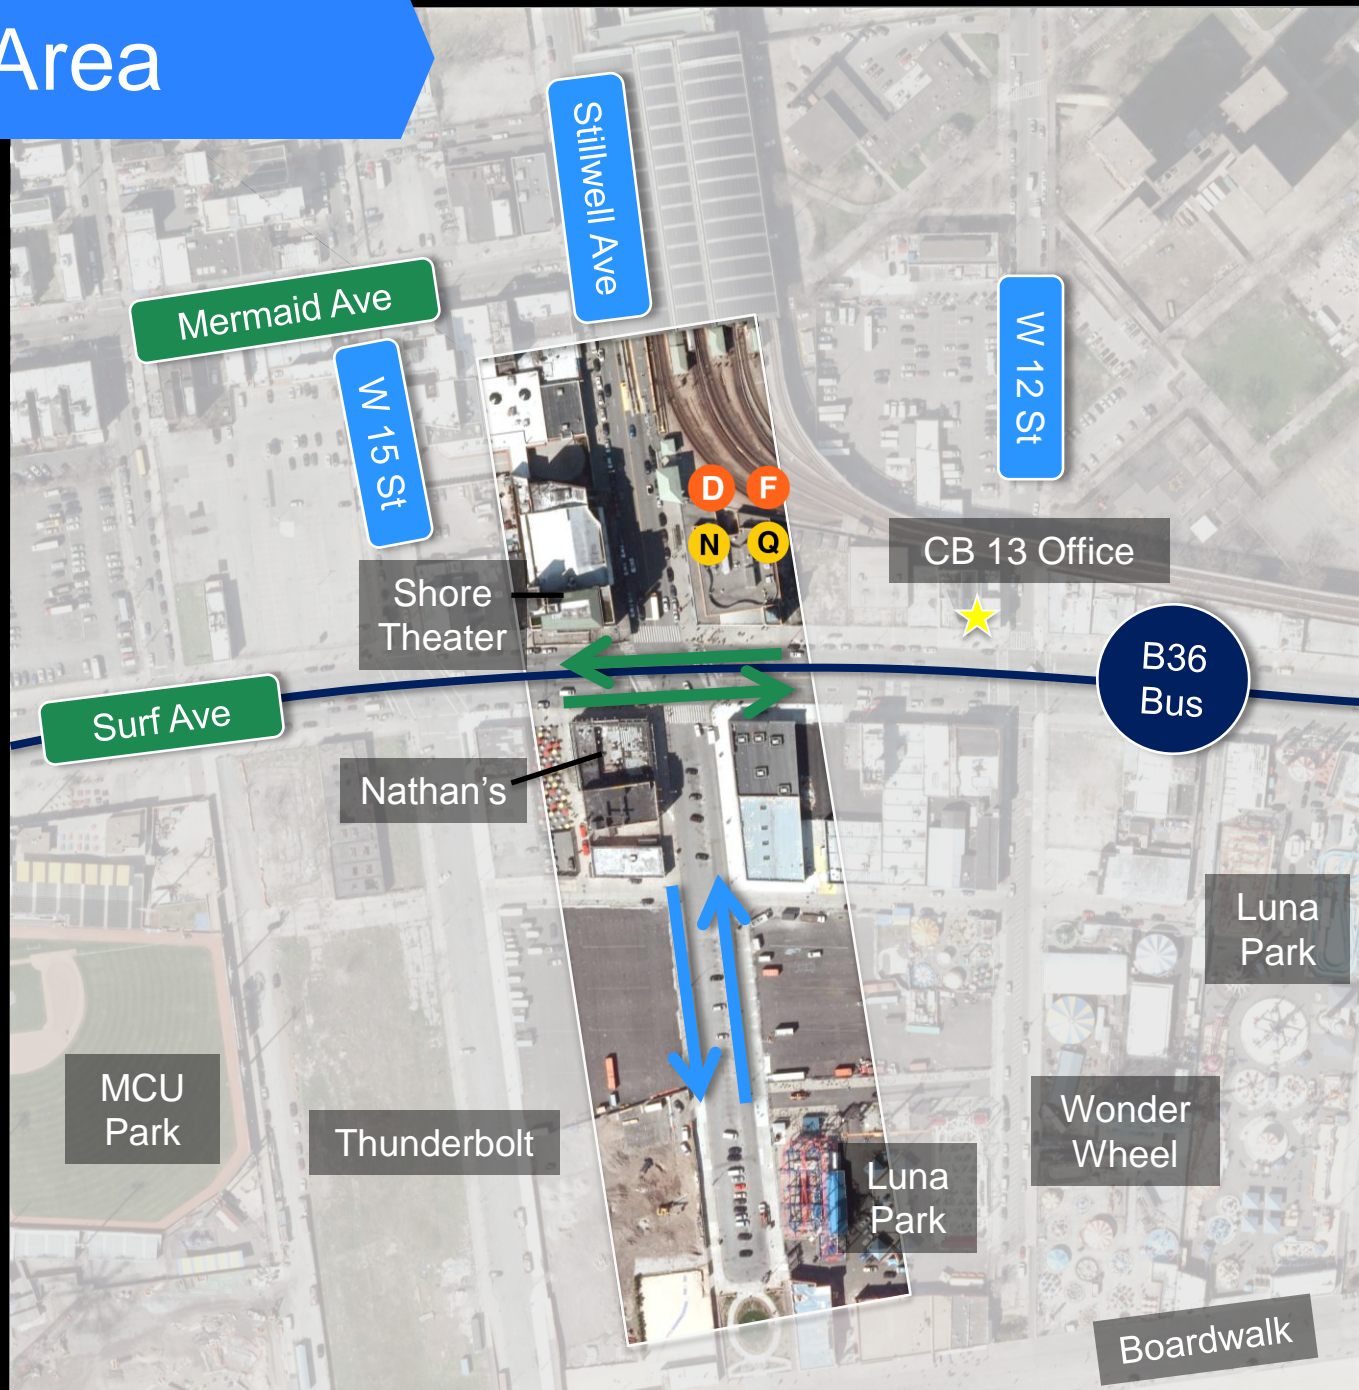 Area
Stillwell Ave
Mermaid Ave
W 15 St
W 12 St
D
F
N
Q
CB 13 Office
Shore
Theater
B36
Bus
Surf Ave
Nathan's
Luna
Park
MCU
Park
Thunderbolt
Wonder
Wheel
Luna
Park
Boardwalk